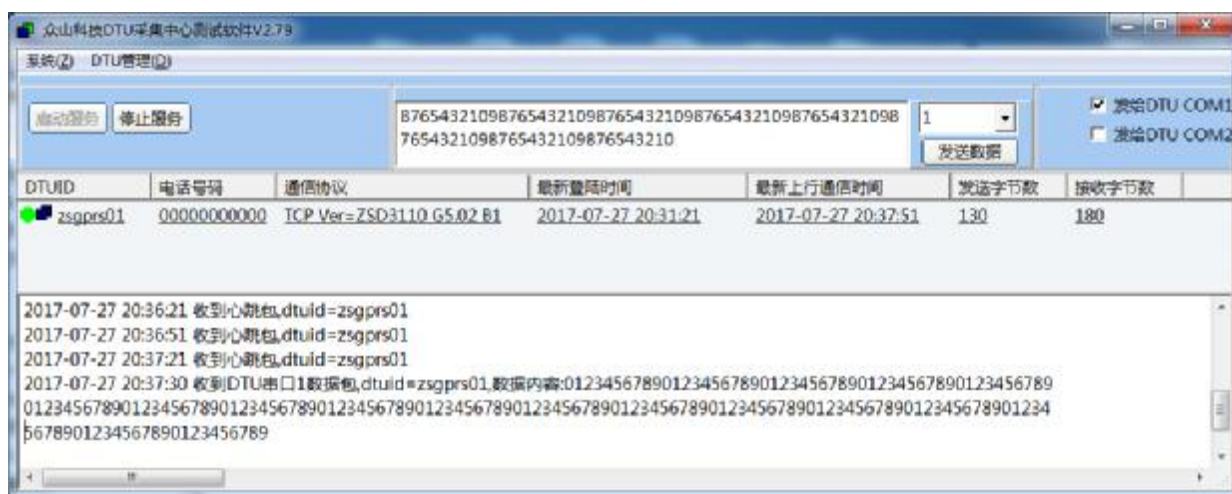 众山科技DTU采集中心测试软件V2.79
系统(Z) DTU管理(D)
启动服务 停止服务
87654321098765432109876543210987654321098765432109876543210987654321098
765432109876543210987654​3210
1
发送数据
发给DTU COM1
发给DTU COM2
DTUID 电话号码 通信协议 最新登陆时间 最新上行通信时间 发送字节数 接收字节数
zsgprs01 00000000000 TCP Ver=ZSD3110 G5.02 B1 2017-07-27 20:31:21 2017-07-27 20:37:51 130 180
2017-07-27 20:36:21 收到心跳包,dtuid=zsgprs01
2017-07-27 20:36:51 收到心跳包,dtuid=zsgprs01
2017-07-27 20:37:21 收到心跳包,dtuid=zsgprs01
2017-07-27 20:37:30 收到DTU串口1数据包,dtuid=zsgprs01,数据内容:01234567890123456789012345678901234567890123456789
0123456789012345678901234567890123456789012345678901234567890123456789012345678901234567890123456789​01234
567890123456789​0123456789